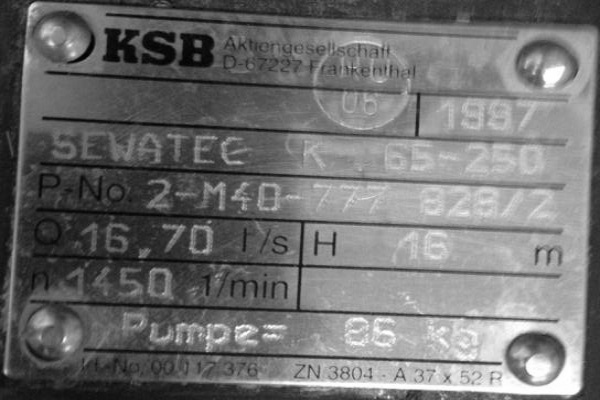 KSB Aktiengesellschaft
D-67227 Frankenthal
06
1997
SEWATEC K 65-250
P-No. 2-M40-777 828/2
Q 16,70 l/s H 16 m
n 1450 1/min
Pumpe= 86 kg
-No. 00 117 376 ZN 3804 - A 37 x 52 R